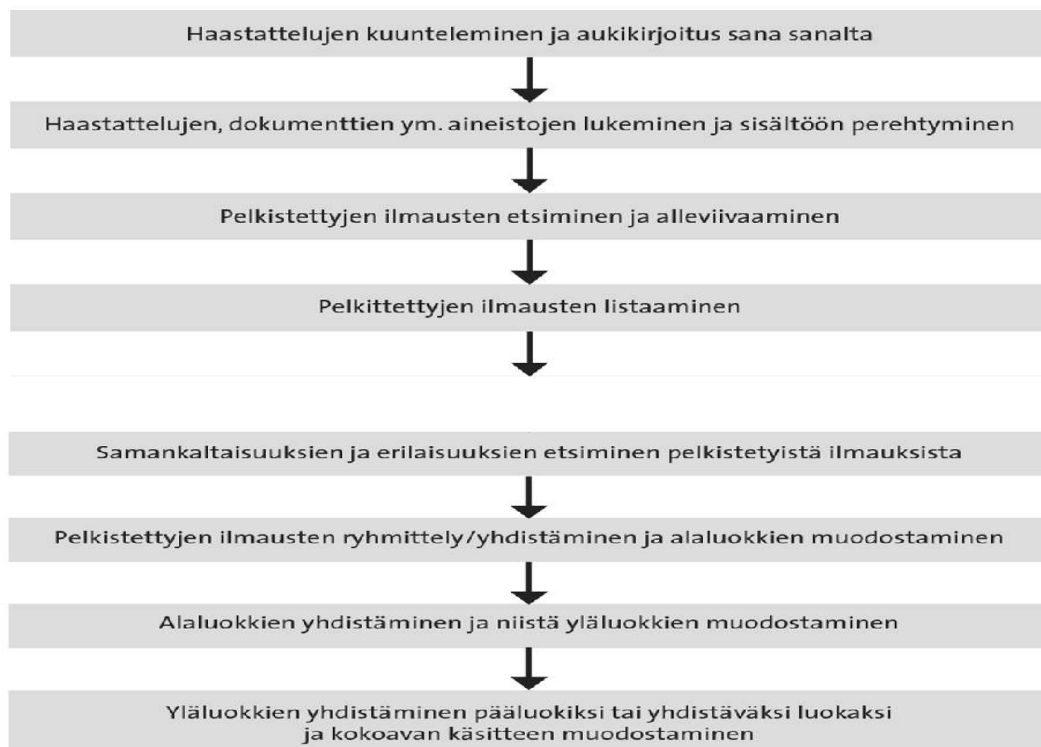 Haastattelujen kuunteleminen ja aukikirjoitus sana sanalta
Haastattelujen, dokumenttien ym. aineistojen lukeminen ja sisältöön perehtyminen
Pelkistettyjen ilmausten etsiminen ja alleviivaaminen
Pelkittettyjen ilmausten listaaminen
Samankaltaisuuksien ja erilaisuuksien etsiminen pelkistetyistä ilmauksista
Pelkistettyjen ilmausten ryhmittely/yhdistäminen ja alaluokkien muodostaminen
Alaluokkien yhdistäminen ja niistä yläluokkien muodostaminen
Yläluokkien yhdistäminen pääluokiksi tai yhdistäväksi luokaksi
ja kokoavan käsitteen muodostaminen